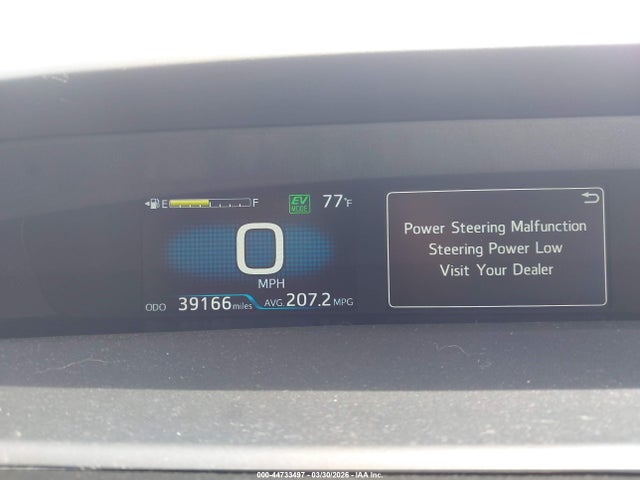 E F EV MODE 77°F
0
MPH
ODO 39166 miles AVG. 207.2 MPG
Power Steering Malfunction
Steering Power Low
Visit Your Dealer
000-44733497 - 03/30/2026 - IAA Inc.